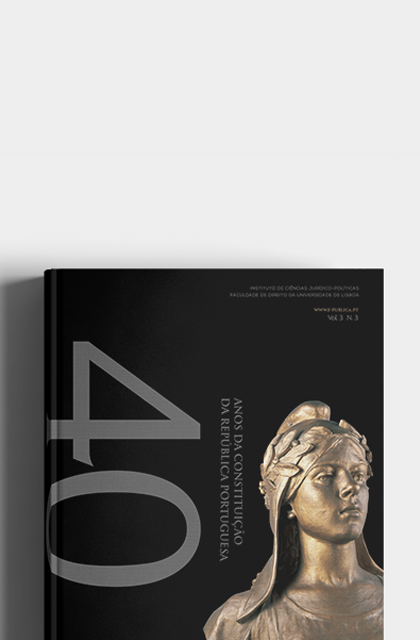 INSTITUTO DE CIÊNCIAS JURÍDICO-POLÍTICAS
FACULDADE DE DIREITO DA UNIVERSIDADE DE LISBOA
WWW.E-PUBLICA.PT
Vol. 3 N. 3
40
ANOS DA CONSTITUIÇÃO
DA REPÚBLICA PORTUGUESA